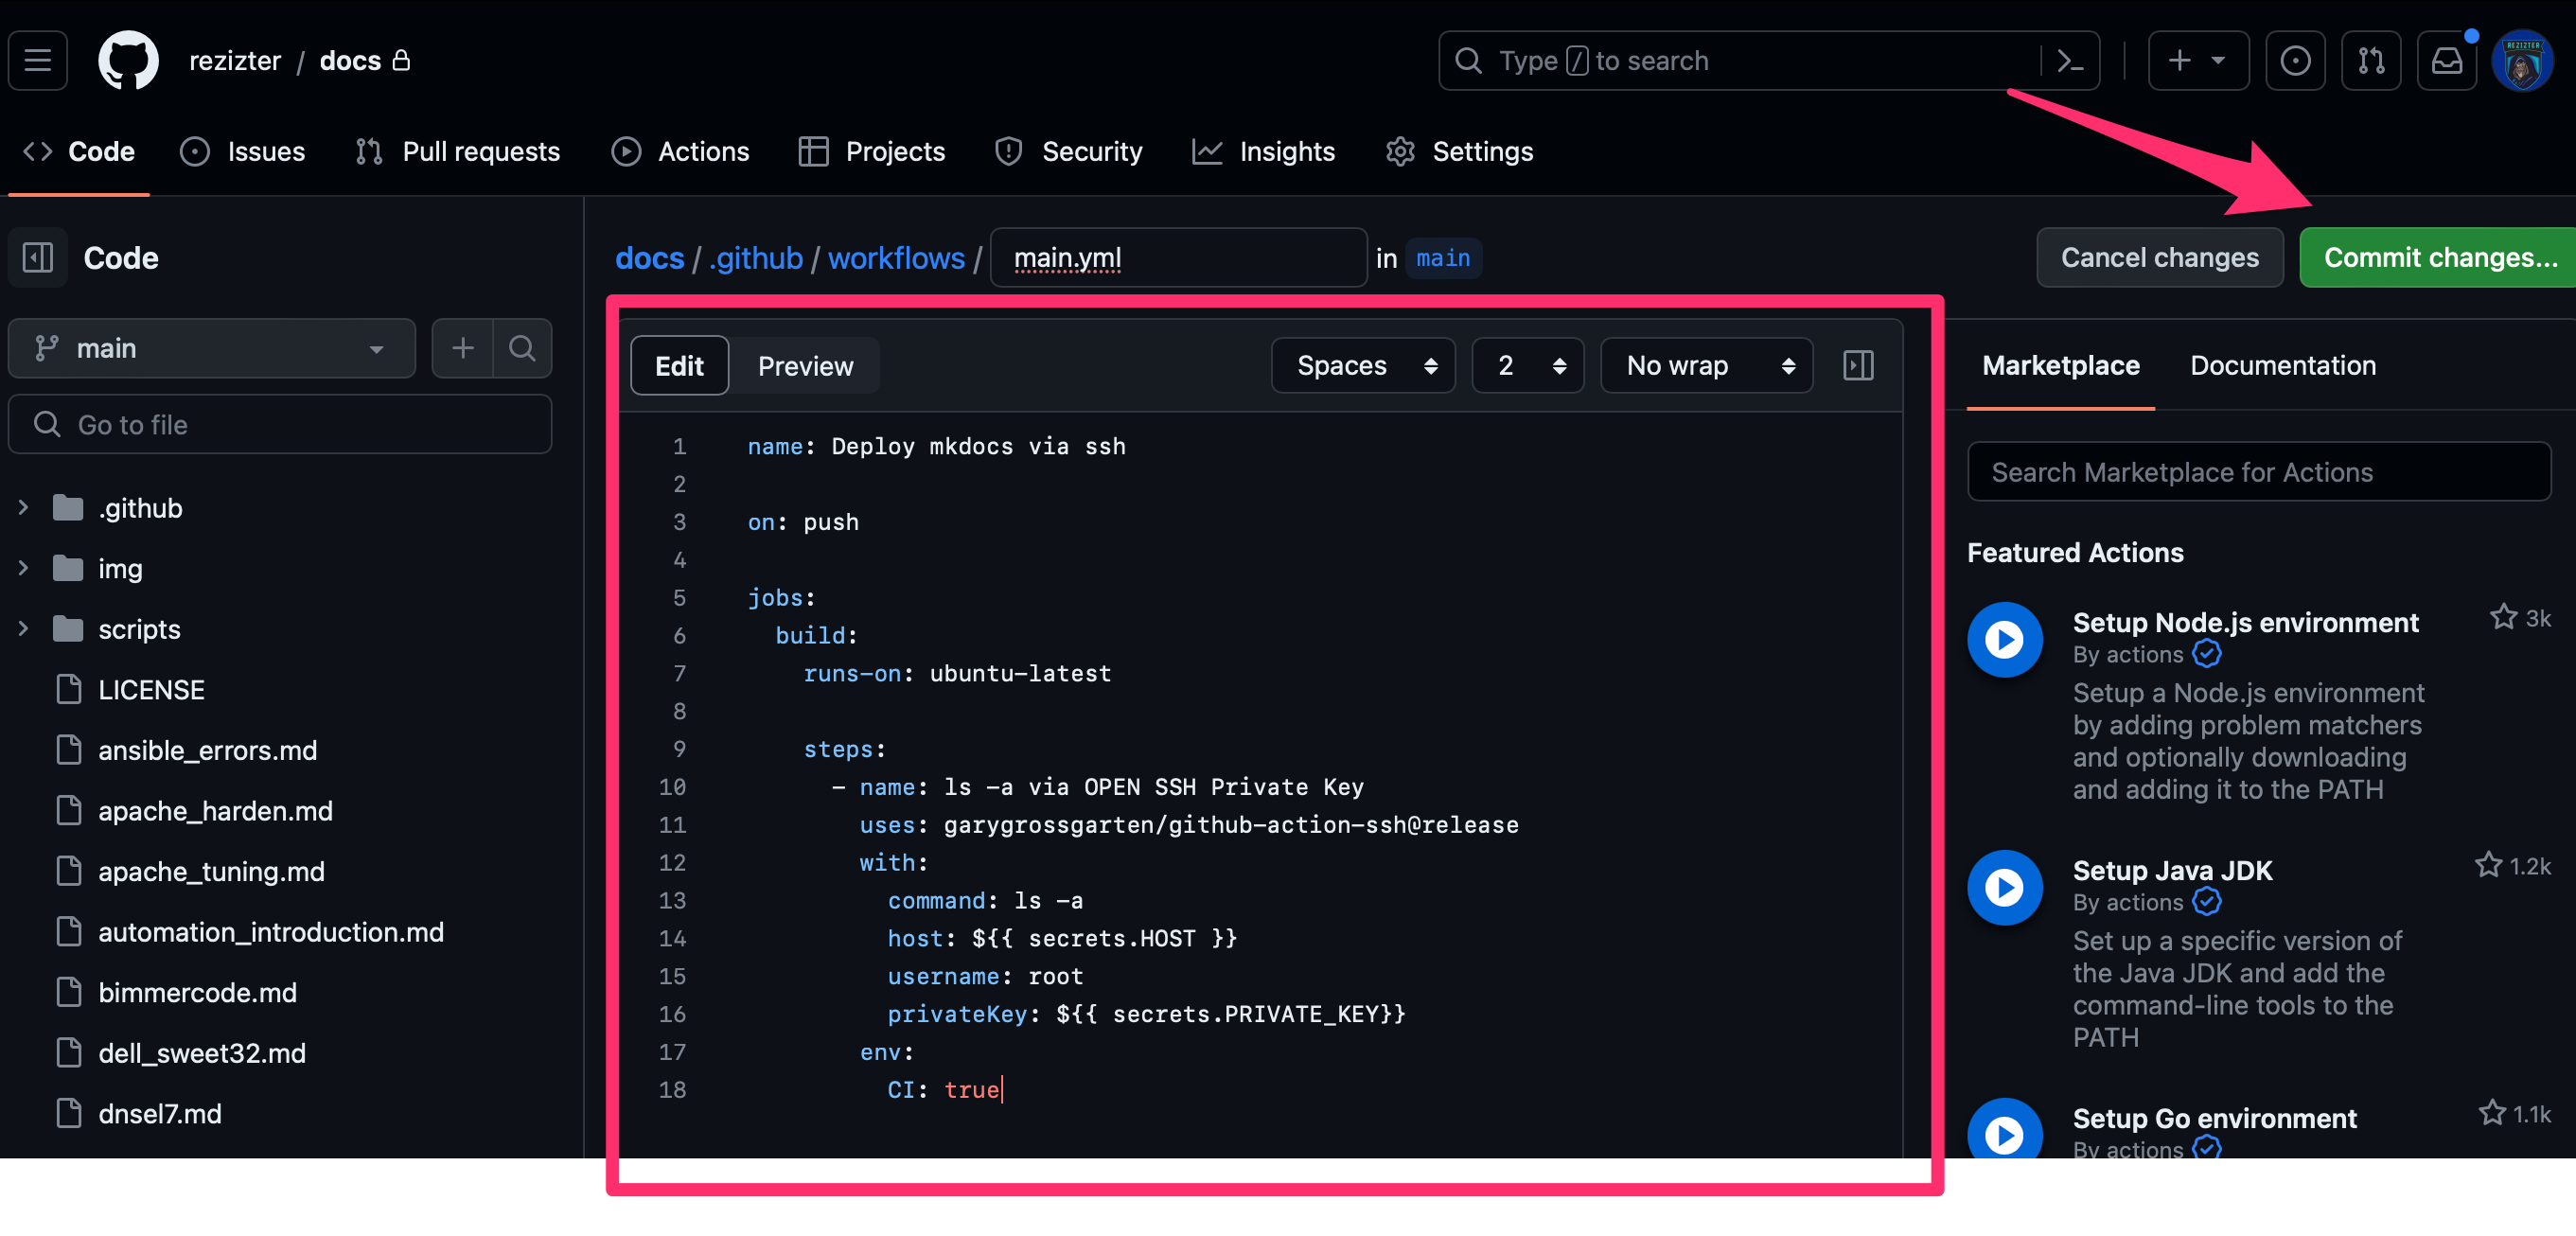 rezizter / docs
Type / to search
REZIZTER
Code Issues Pull requests Actions Projects Security Insights Settings
Code
main
Go to file
.github
img
scripts
LICENSE
ansible_errors.md
apache_harden.md
apache_tuning.md
automation_introduction.md
bimmercode.md
dell_sweet32.md
dnsel7.md
docs / .github / workflows / main.yml in main
Cancel changes Commit changes...
Edit Preview Spaces 2 No wrap
1 name: Deploy mkdocs via ssh
2
3 on: push
4
5 jobs:
6 build:
7 runs-on: ubuntu-latest
8
9 steps:
10 - name: ls -a via OPEN SSH Private Key
11 uses: garygrossgarten/github-action-ssh@release
12 with:
13 command: ls -a
14 host: ${{ secrets.HOST }}
15 username: root
16 privateKey: ${{ secrets.PRIVATE_KEY}}
17 env:
18 CI: true
Marketplace Documentation
Search Marketplace for Actions
Featured Actions
Setup Node.js environment 3k
By actions
Setup a Node.js environment
by adding problem matchers
and optionally downloading
and adding it to the PATH
Setup Java JDK 1.2k
By actions
Set up a specific version of
the Java JDK and add the
command-line tools to the
PATH
Setup Go environment 1.1k
By actions